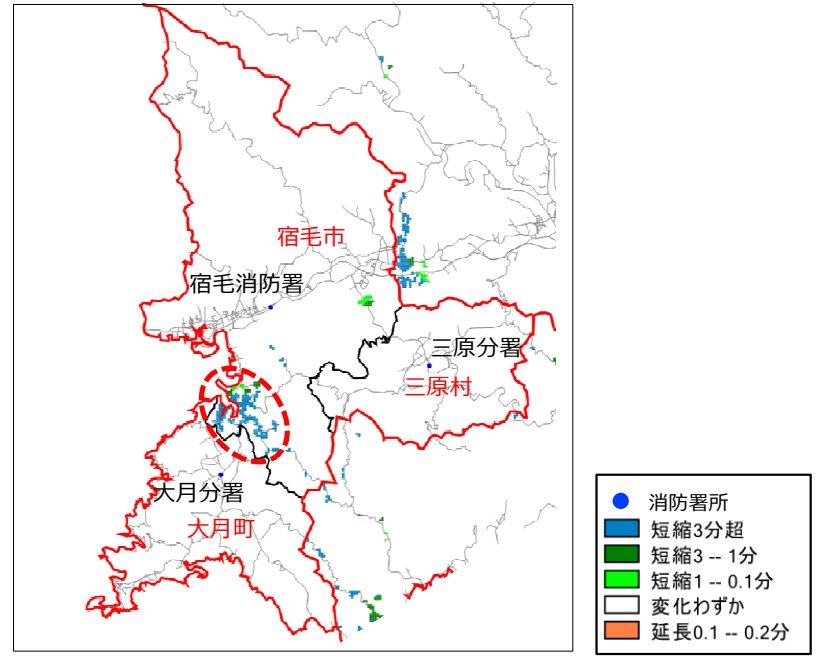 宿毛市
宿毛消防署
三原分署
三原村
大月分署
大月町
消防署所
短縮3分超
短縮3 -- 1分
短縮1 -- 0.1分
変化わずか
延長0.1 -- 0.2分